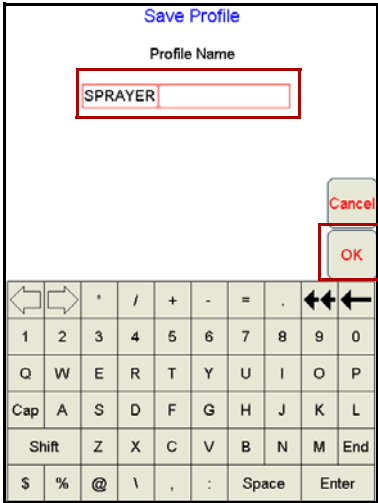 Save Profile
Profile Name
SPRAYER
Cancel
OK
' / + - = .
1 2 3 4 5 6 7 8 9 0
Q W E R T Y U I O P
Cap A S D F G H J K L
Shift Z X C V B N M End
$ % @ \ , : Space Enter